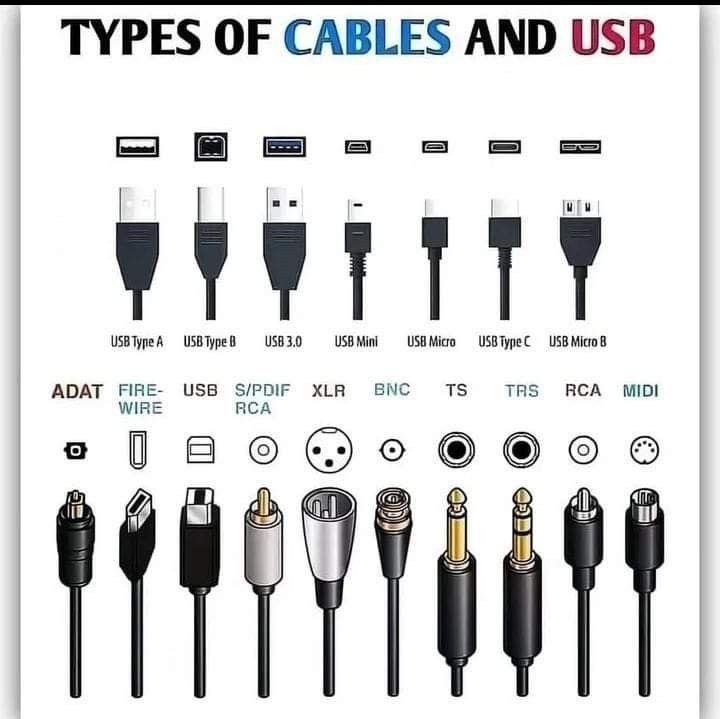 TYPES OF CABLES AND USB
USB Type A USB Type B USB 3.0 USB Mini USB Micro USB Type C USB Micro B
ADAT FIRE-WIRE USB S/PDIF RCA XLR BNC TS TRS RCA MIDI